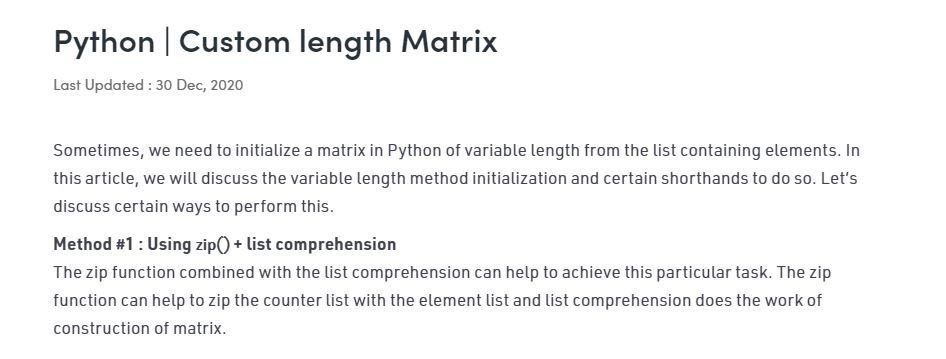 Python | Custom length Matrix
Last Updated : 30 Dec, 2020
Sometimes, we need to initialize a matrix in Python of variable length from the list containing elements. In
this article, we will discuss the variable length method initialization and certain shorthands to do so. Let’s
discuss certain ways to perform this.
Method #1 : Using zip() + list comprehension
The zip function combined with the list comprehension can help to achieve this particular task. The zip
function can help to zip the counter list with the element list and list comprehension does the work of
construction of matrix.